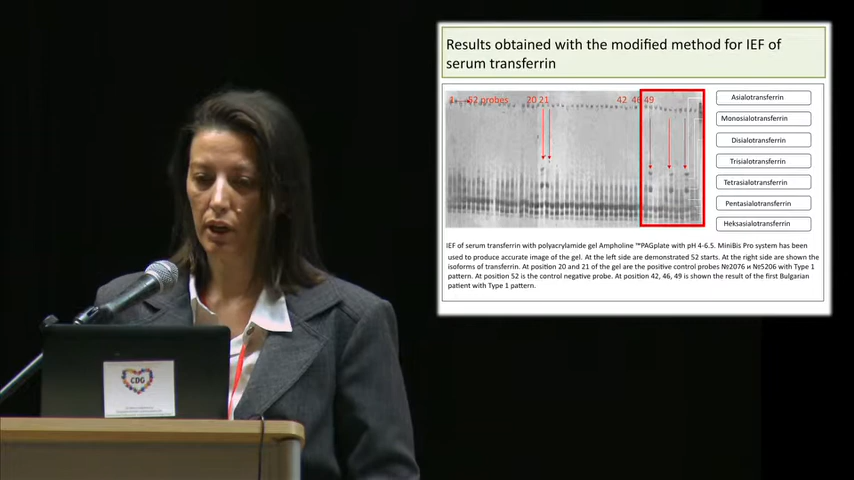 Results obtained with the modified method for IEF of
serum transferrin
52 probes
20 21
42 46 49
Asialotransferrin
Monosialotransferrin
Disialotransferrin
Trisialotransferrin
Tetrasialotransferrin
Pentasialotransferrin
Heksasialotransferrin
IEF of serum transferrin with polyacrylamide gel Ampholine ™PAGplate with pH 4-6.5. MiniBis Pro system has been
used to produce accurate image of the gel. At the left side are demonstrated 52 starts. At the right side are shown the
isoforms of transferrin. At position 20 and 21 of the gel are the positive control probes №2076 и №5206 with Type 1
pattern. At position 52 is the control negative probe. At position 42, 46, 49 is shown the result of the first Bulgarian
patient with Type 1 pattern.
CDG